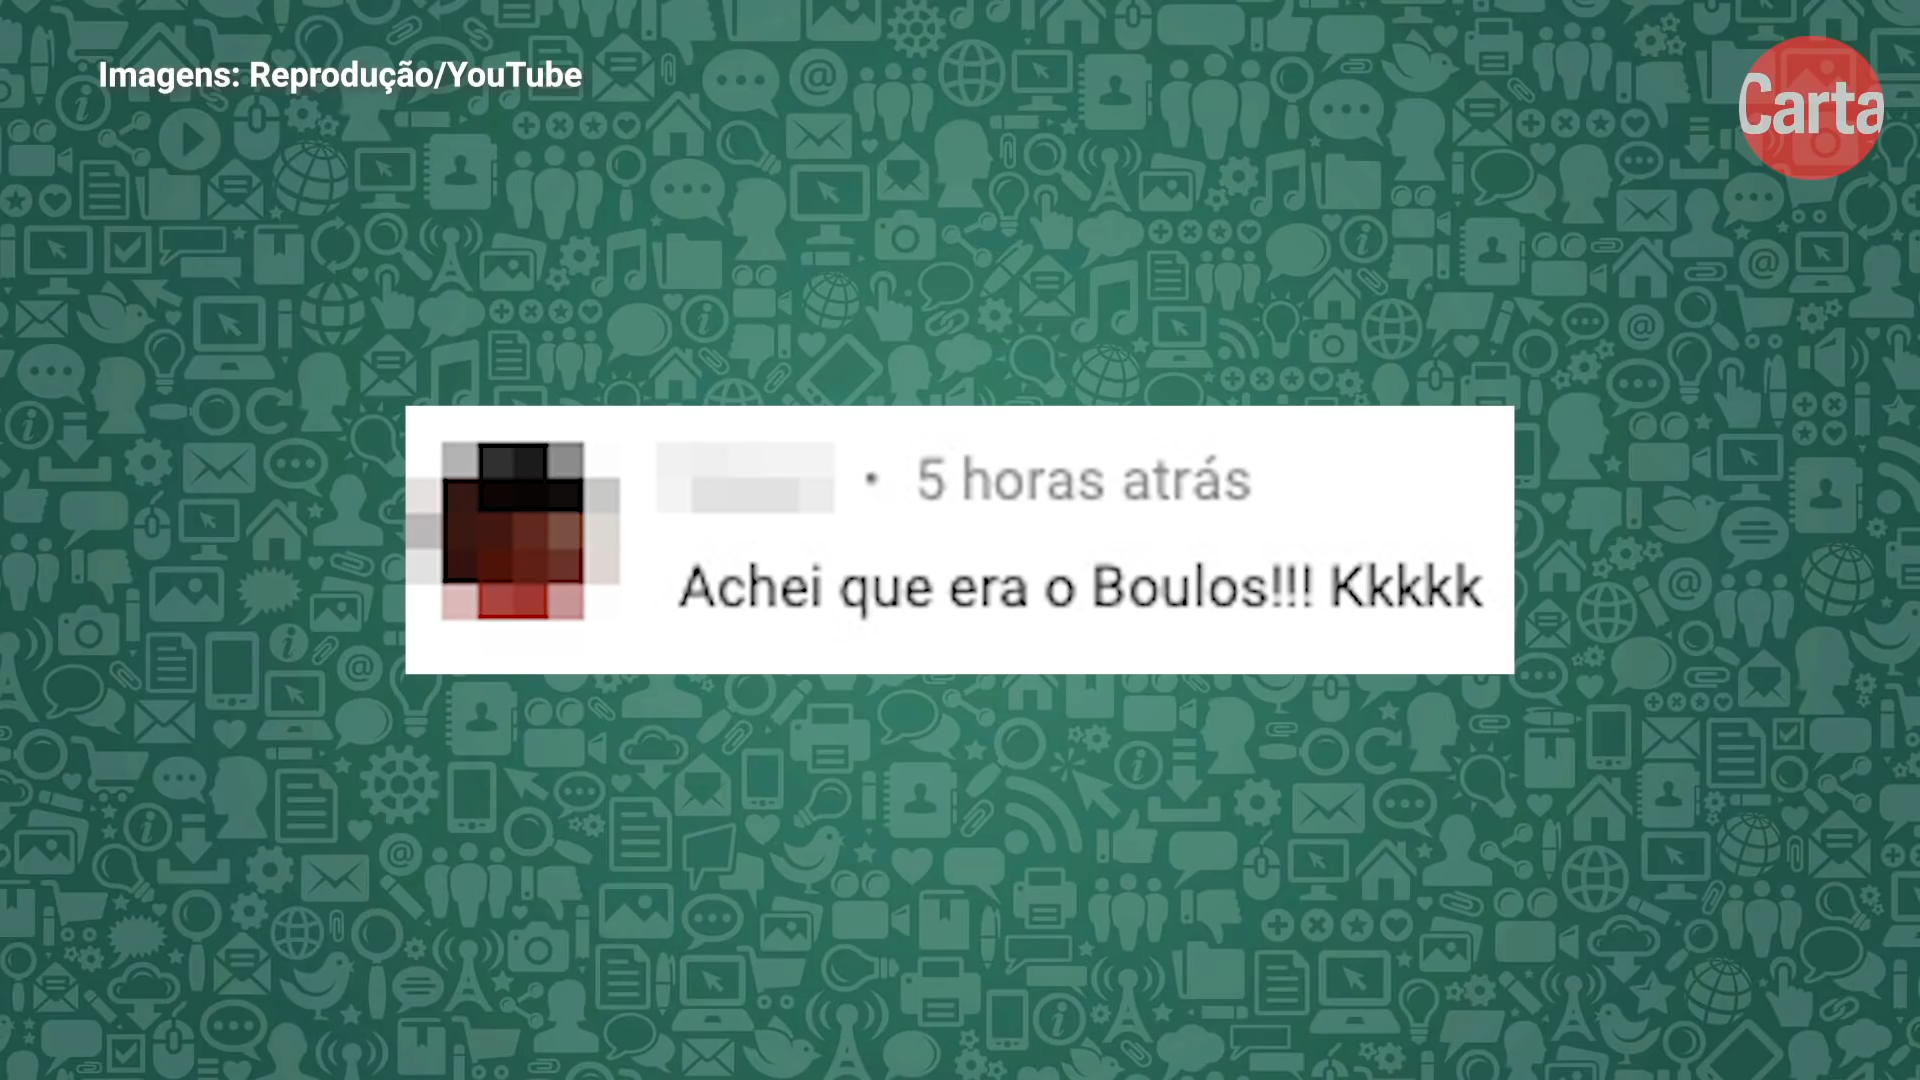 Imagens: Reprodução/YouTube
Carta
• 5 horas atrás
Achei que era o Boulos!!! Kkkkk